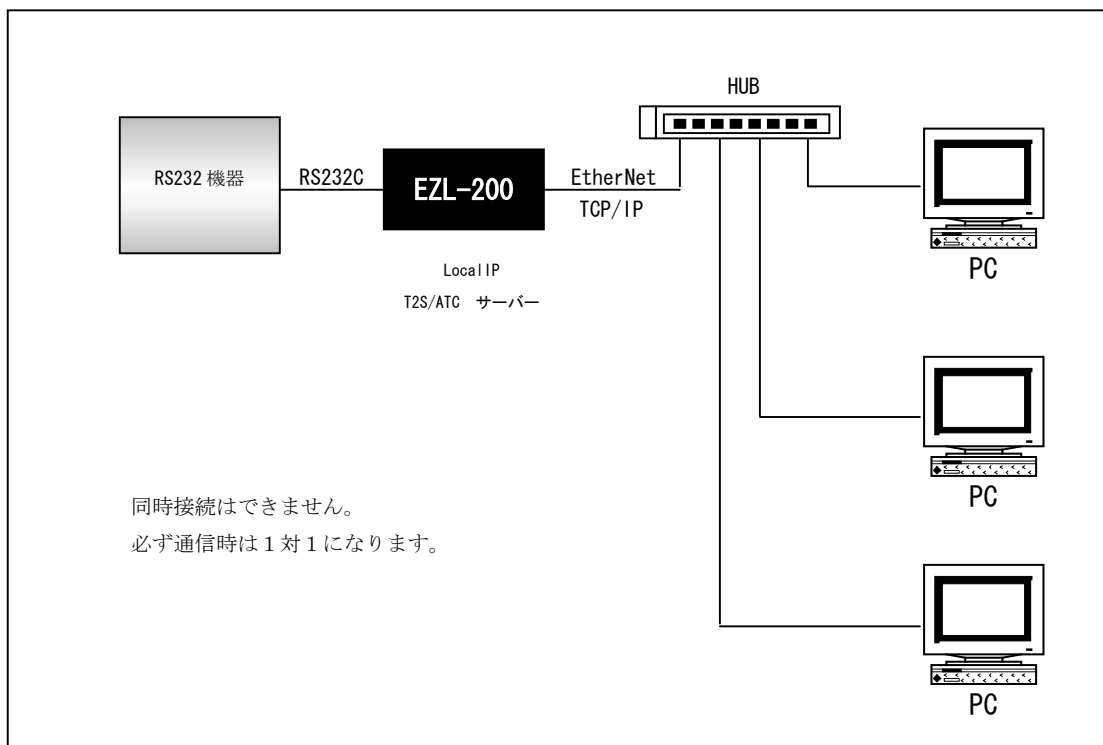 HUB
RS232 機器
RS232C
EZL-200
EtherNet
TCP/IP
LocalIP
T2S/ATC サーバー
PC
PC
PC
同時接続はできません。
必ず通信時は１対１になります。